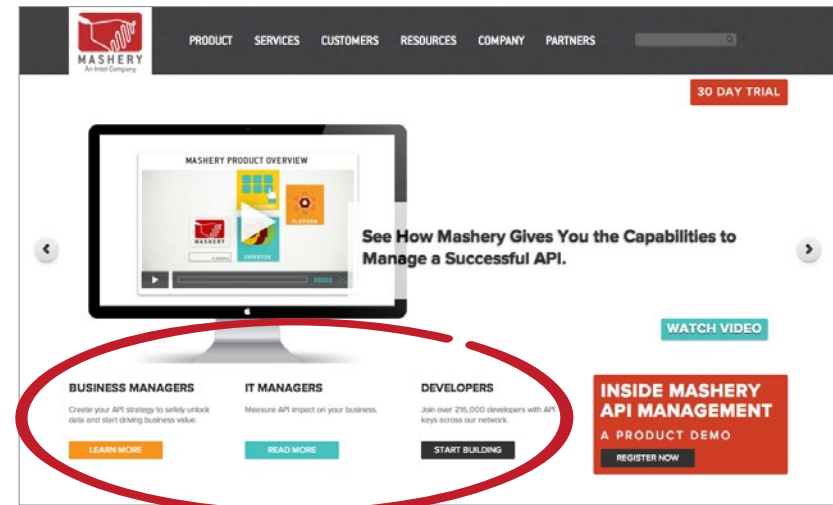 MASHERY
An Intel Company
PRODUCT SERVICES CUSTOMERS RESOURCES COMPANY PARTNERS
30 DAY TRIAL
MASHERY PRODUCT OVERVIEW
PLATFORM
MASHERY
EXPERTISE
See How Mashery Gives You the Capabilities to
Manage a Successful API.
WATCH VIDEO
BUSINESS MANAGERS
Create your API strategy to safely unlock
data and start driving business value.
LEARN MORE
IT MANAGERS
Measure API impact on your business.
READ MORE
DEVELOPERS
Join over 216,000 developers with API
keys across our network.
START BUILDING
INSIDE MASHERY
API MANAGEMENT
A PRODUCT DEMO
REGISTER NOW